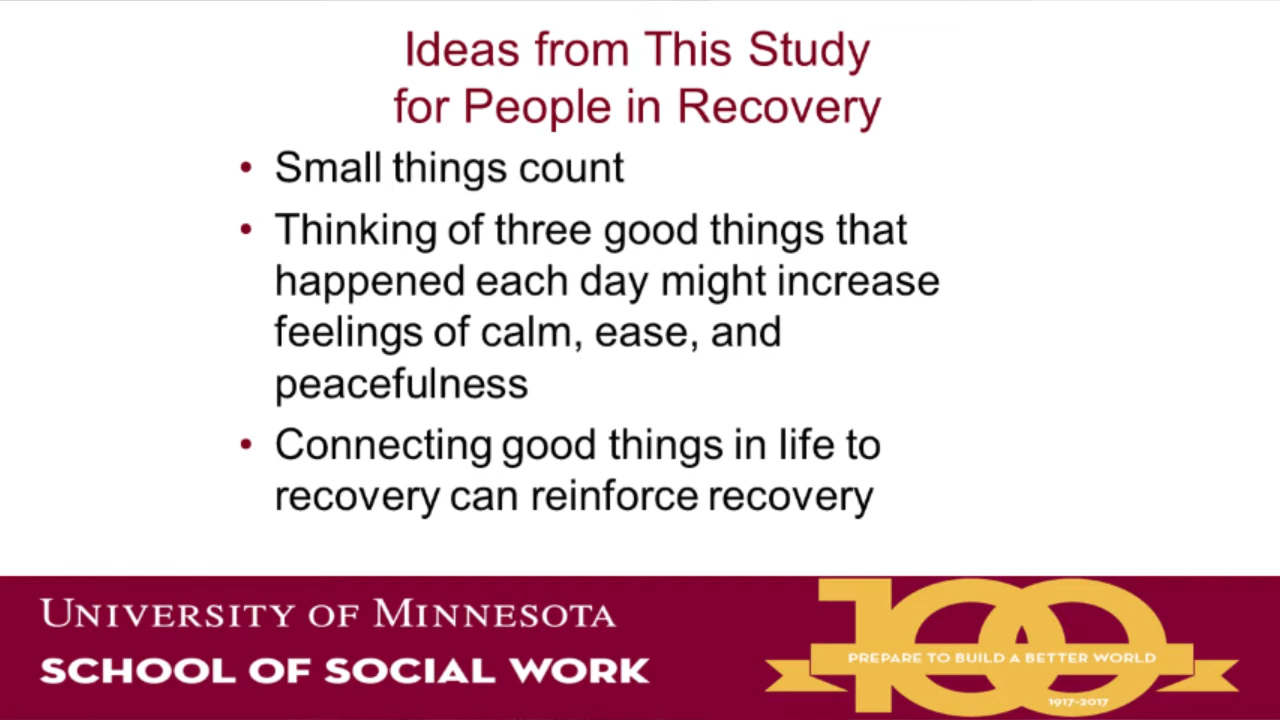 Ideas from This Study
for People in Recovery
• Small things count
• Thinking of three good things that
happened each day might increase
feelings of calm, ease, and
peacefulness
• Connecting good things in life to
recovery can reinforce recovery
UNIVERSITY OF MINNESOTA
SCHOOL OF SOCIAL WORK
100
PREPARE TO BUILD A BETTER WORLD
1917-2017